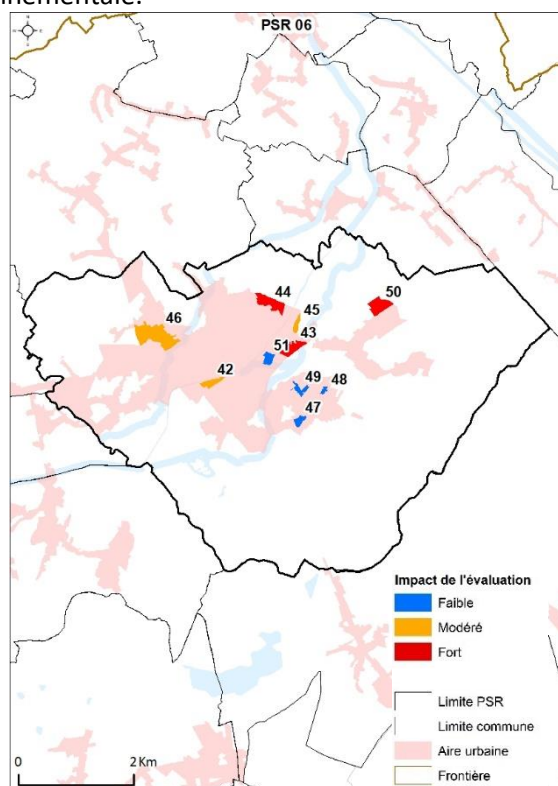 nementale.
PSR 06
44
50
45
46
43
51
42
49
48
47
Impact de l'évaluation
Faible
Modéré
Fort
Limite PSR
Limite commune
Aire urbaine
Frontière
0
2 Km